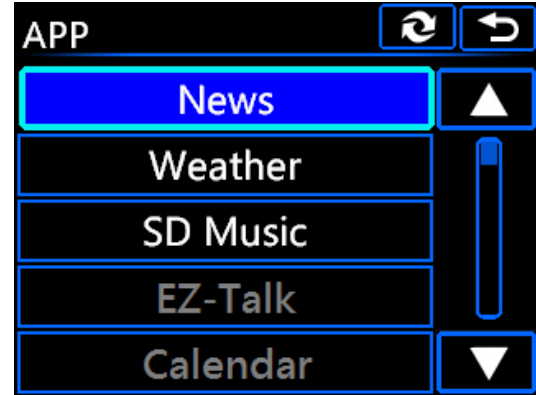 APP
News
Weather
SD Music
EZ-Talk
Calendar